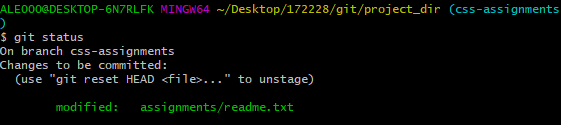 ALEOOO@DESKTOP-6N7RLFK MINGW64 ~/Desktop/172228/git/project_dir (css-assignments
)
$ git status
On branch css-assignments
Changes to be committed:
  (use "git reset HEAD <file>..." to unstage)
        modified:   assignments/readme.txt